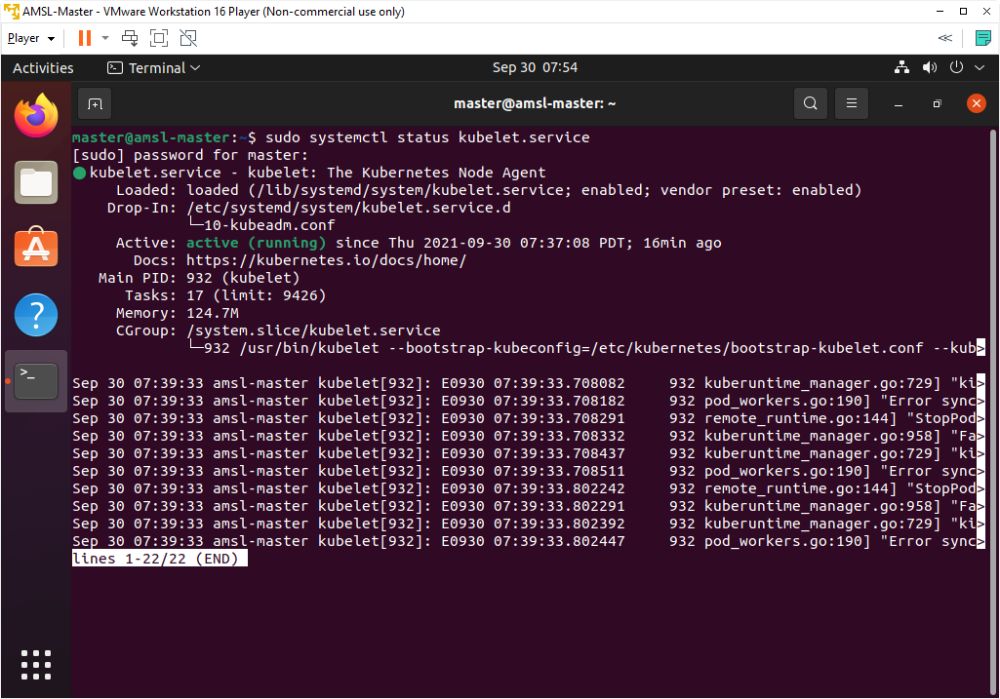 AMSL-Master - VMware Workstation 16 Player (Non-commercial use only)
Player
Activities
Terminal
Sep 30 07:54
master@amsl-master: ~
master@amsl-master:~$ sudo systemctl status kubelet.service
[sudo] password for master:
● kubelet.service - kubelet: The Kubernetes Node Agent
Loaded: loaded (/lib/systemd/system/kubelet.service; enabled; vendor preset: enabled)
Drop-In: /etc/systemd/system/kubelet.service.d
└─10-kubeadm.conf
Active: active (running) since Thu 2021-09-30 07:37:08 PDT; 16min ago
Docs: https://kubernetes.io/docs/home/
Main PID: 932 (kubelet)
Tasks: 17 (limit: 9426)
Memory: 124.7M
CGroup: /system.slice/kubelet.service
└─932 /usr/bin/kubelet --bootstrap-kubeconfig=/etc/kubernetes/bootstrap-kubelet.conf --kub>
Sep 30 07:39:33 amsl-master kubelet[932]: E0930 07:39:33.708082     932 kuberuntime_manager.go:729] "ki>
Sep 30 07:39:33 amsl-master kubelet[932]: E0930 07:39:33.708182     932 pod_workers.go:190] "Error sync>
Sep 30 07:39:33 amsl-master kubelet[932]: E0930 07:39:33.708291     932 remote_runtime.go:144] "StopPod>
Sep 30 07:39:33 amsl-master kubelet[932]: E0930 07:39:33.708332     932 kuberuntime_manager.go:958] "Fa>
Sep 30 07:39:33 amsl-master kubelet[932]: E0930 07:39:33.708437     932 kuberuntime_manager.go:729] "ki>
Sep 30 07:39:33 amsl-master kubelet[932]: E0930 07:39:33.708511     932 pod_workers.go:190] "Error sync>
Sep 30 07:39:33 amsl-master kubelet[932]: E0930 07:39:33.802242     932 remote_runtime.go:144] "StopPod>
Sep 30 07:39:33 amsl-master kubelet[932]: E0930 07:39:33.802291     932 kuberuntime_manager.go:958] "Fa>
Sep 30 07:39:33 amsl-master kubelet[932]: E0930 07:39:33.802392     932 kuberuntime_manager.go:729] "ki>
Sep 30 07:39:33 amsl-master kubelet[932]: E0930 07:39:33.802447     932 pod_workers.go:190] "Error sync>
lines 1-22/22 (END)